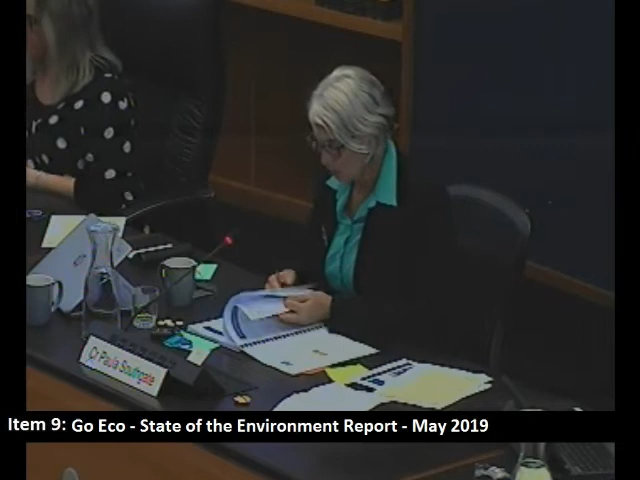 Cr Paula Southgate
Item 9: Go Eco - State of the Environment Report - May 2019